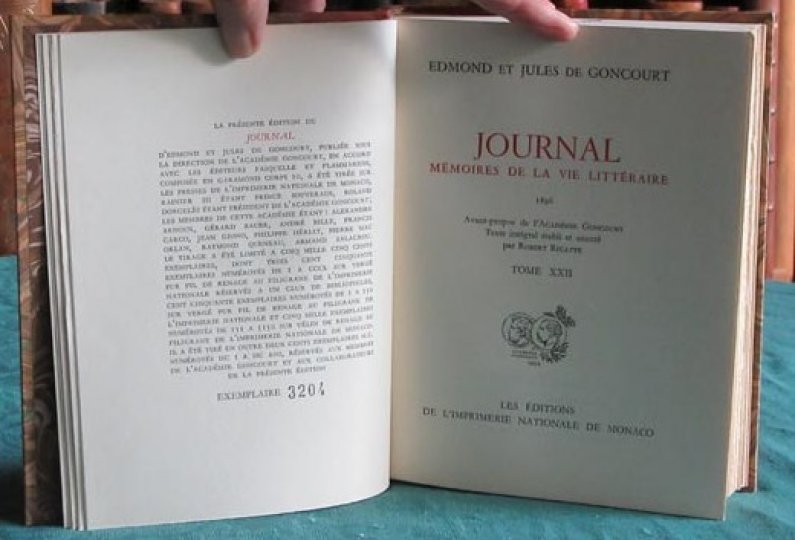 LA PRÉSENTE ÉDITION DU
JOURNAL
D'EDMOND ET JULES DE GONCOURT, PUBLIÉE SOUS
LA DIRECTION DE L'ACADÉMIE GONCOURT, EN ACCORD
AVEC LES ÉDITEURS FASQUELLE ET FLAMMARION,
COMPOSÉE EN GARAMOND CORPS 10, A ÉTÉ TIRÉE SUR
LES PRESSES DE L'IMPRIMERIE NATIONALE DE MONACO,
RAINIER III ÉTANT PRINCE SOUVERAIN, ROLAND
DORGELÈS ÉTANT PRÉSIDENT DE L'ACADÉMIE GONCOURT;
LES MEMBRES DE CETTE ACADÉMIE ÉTANT: ALEXANDRE
ARNOUX, GÉRARD BAUER, ANDRÉ BILLY, FRANCIS
CARCO, JEAN GIONO, PHILIPPE HÉRIAT, PIERRE MAC
ORLAN, RAYMOND QUENEAU, ARMAND SALACROU.
LE TIRAGE A ÉTÉ LIMITÉ A CINQ MILLE CINQ CENTS
EXEMPLAIRES, DONT TROIS CENT CINQUANTE
EXEMPLAIRES NUMÉROTÉS DE I A CCCL SUR VERGÉ
PUR FIL DE RENAGE AU FILIGRANE DE L'IMPRIMERIE
NATIONALE RÉSERVÉS A UN CLUB DE BIBLIOPHILES,
CENT CINQUANTE EXEMPLAIRES NUMÉROTÉS DE 1 A 150
SUR VERGÉ PUR FIL DE RENAGE AU FILIGRANE DE
L'IMPRIMERIE NATIONALE ET CINQ MILLE EXEMPLAIRES
NUMÉROTÉS DE 151 A 5150 SUR VÉLIN DE RENAGE AU
FILIGRANE DE L'IMPRIMERIE NATIONALE DE MONACO.
IL A ÉTÉ TIRÉ EN OUTRE DEUX CENTS EXEMPLAIRES H.C.
NUMÉROTÉS DE 1 A 200, RÉSERVÉS AUX MEMBRES
DE L'ACADÉMIE GONCOURT ET AUX COLLABORATEURS
DE LA PRÉSENTE ÉDITION
EXEMPLAIRE 3204
EDMOND ET JULES DE GONCOURT
JOURNAL
MÉMOIRES DE LA VIE LITTÉRAIRE
1896
Avant-propos de l'Académie Goncourt
Texte intégral établi et annoté
par Robert Ricatte
TOME XXII
LES ÉDITIONS
DE L'IMPRIMERIE NATIONALE DE MONACO